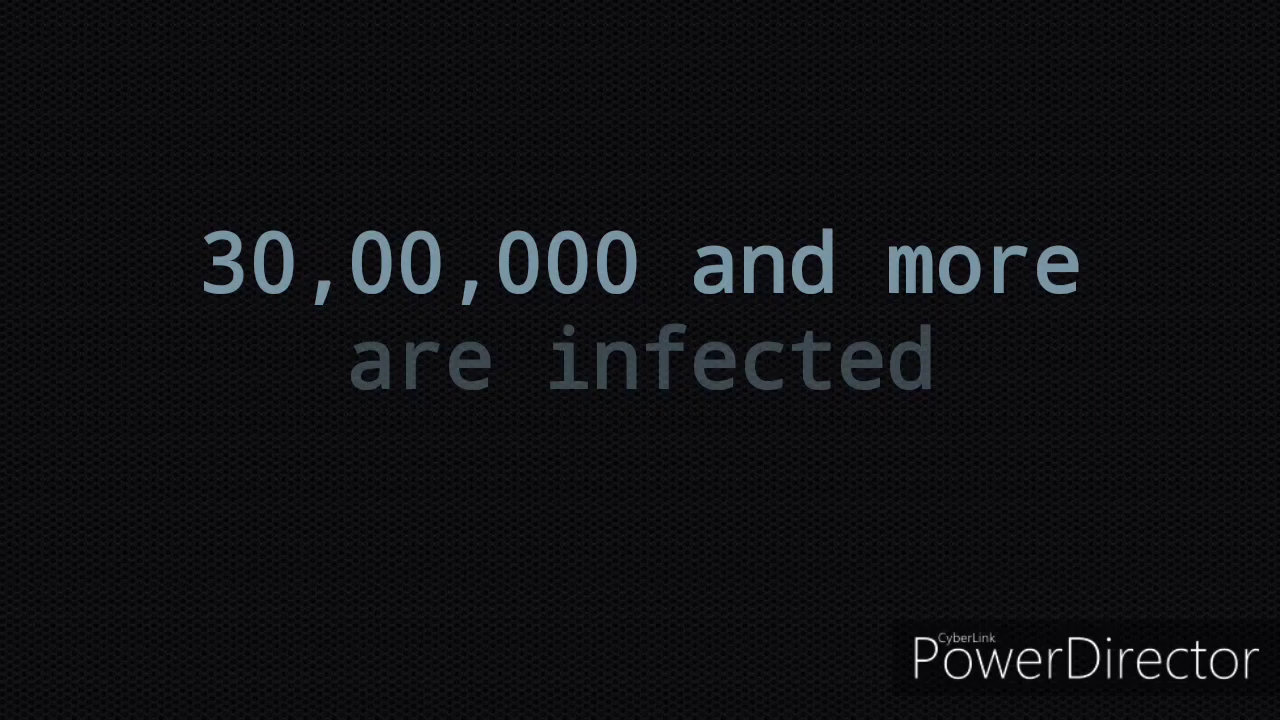 30,00,000 and more
are infected
CyberLink
PowerDirector